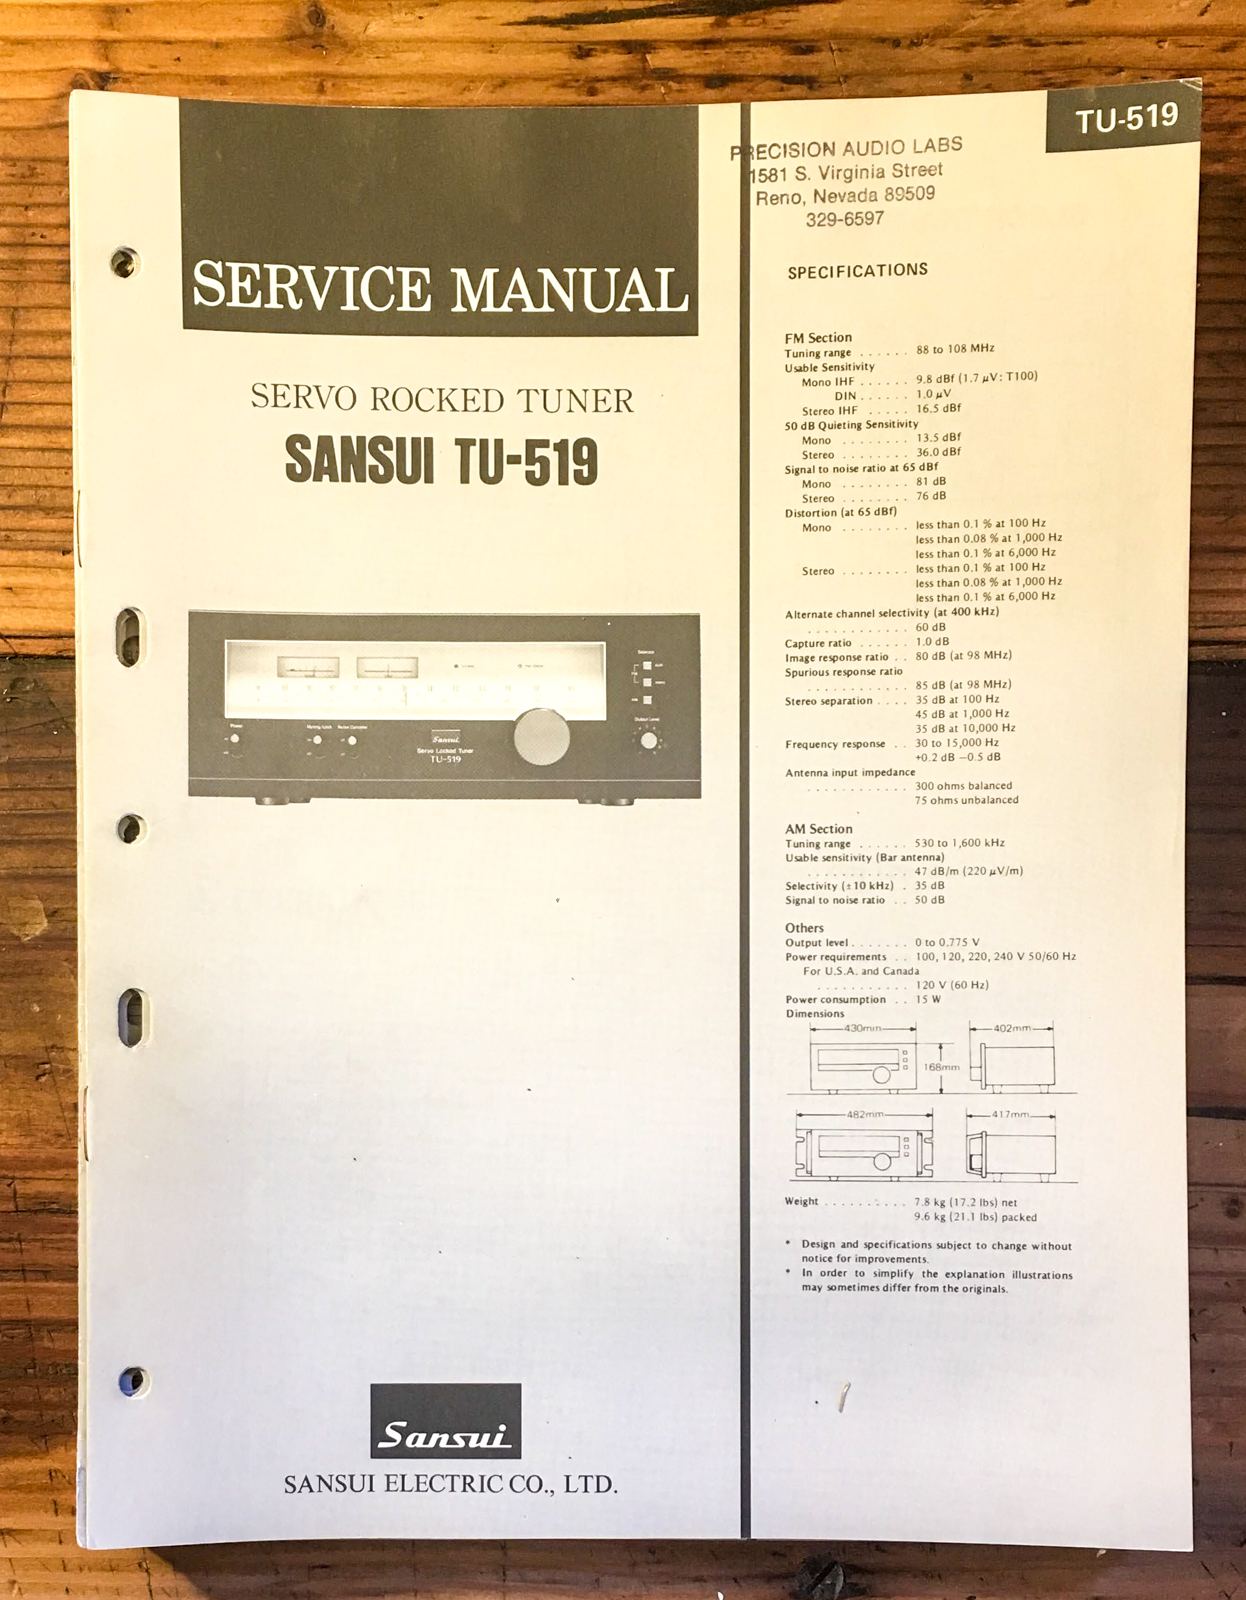 SERVICE MANUAL
SERVO ROCKED TUNER
SANSUI TU-519
Selector
Power
Muting/Lock Noise Canceler
Output Level
Sansui
Servo Locked Tuner
TU-519
Sansui
SANSUI ELECTRIC CO., LTD.
TU-519
PRECISION AUDIO LABS
1581 S. Virginia Street
Reno, Nevada 89509
329-6597
SPECIFICATIONS
FM Section
Tuning range . . . . . . 88 to 108 MHz
Usable Sensitivity
Mono IHF . . . . . . 9.8 dBf (1.7 μV: T100)
DIN . . . . . . 1.0 μV
Stereo IHF . . . . . 16.5 dBf
50 dB Quieting Sensitivity
Mono . . . . . . . . 13.5 dBf
Stereo . . . . . . . . 36.0 dBf
Signal to noise ratio at 65 dBf
Mono . . . . . . . . 81 dB
Stereo . . . . . . . . 76 dB
Distortion (at 65 dBf)
Mono . . . . . . . . less than 0.1 % at 100 Hz
less than 0.08 % at 1,000 Hz
less than 0.1 % at 6,000 Hz
Stereo . . . . . . . . less than 0.1 % at 100 Hz
less than 0.08 % at 1,000 Hz
less than 0.1 % at 6,000 Hz
Alternate channel selectivity (at 400 kHz)
. . . . . . . . . . . . 60 dB
Capture ratio . . . . . . 1.0 dB
Image response ratio . . 80 dB (at 98 MHz)
Spurious response ratio
. . . . . . . . . . . . 85 dB (at 98 MHz)
Stereo separation . . . . 35 dB at 100 Hz
45 dB at 1,000 Hz
35 dB at 10,000 Hz
Frequency response . . 30 to 15,000 Hz
+0.2 dB −0.5 dB
Antenna input impedance
. . . . . . . . . . . . 300 ohms balanced
75 ohms unbalanced
AM Section
Tuning range . . . . . . 530 to 1,600 kHz
Usable sensitivity (Bar antenna)
. . . . . . . . . . . . 47 dB/m (220 μV/m)
Selectivity (±10 kHz) . 35 dB
Signal to noise ratio . . 50 dB
Others
Output level . . . . . . . 0 to 0.775 V
Power requirements . . 100, 120, 220, 240 V 50/60 Hz
For U.S.A. and Canada
. . . . . . . . . . . 120 V (60 Hz)
Power consumption . . 15 W
Dimensions
430mm 402mm
168mm
482mm 417mm
Weight . . . . . . . . . . 7.8 kg (17.2 lbs) net
9.6 kg (21.1 lbs) packed
* Design and specifications subject to change without
notice for improvements.
* In order to simplify the explanation illustrations
may sometimes differ from the originals.